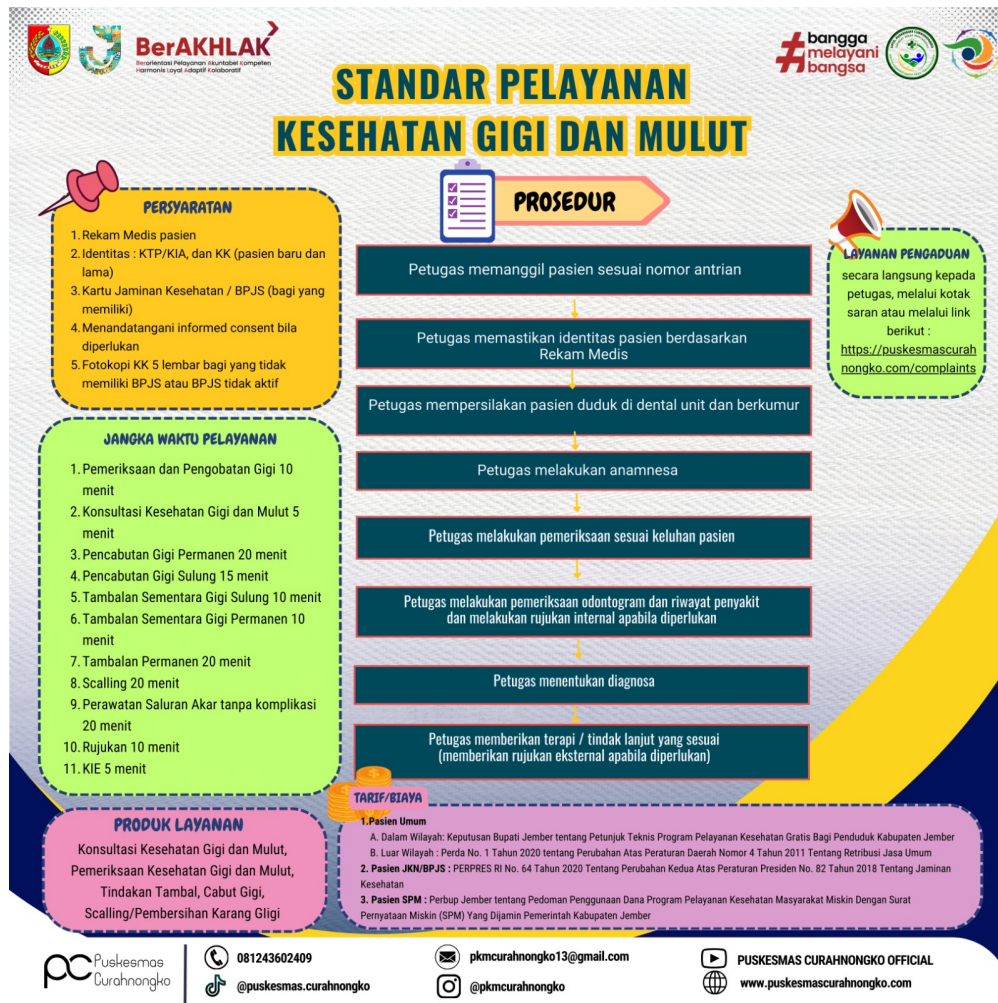 BerAKHLAK
Berorientasi Pelayanan Akuntabel Kompeten
Harmonis Loyal Adaptif Kolaboratif
#bangga
melayani
bangsa
STANDAR PELAYANAN
KESEHATAN GIGI DAN MULUT
PERSYARATAN
1. Rekam Medis pasien
2. Identitas : KTP/KIA, dan KK (pasien baru dan
lama)
3. Kartu Jaminan Kesehatan / BPJS (bagi yang
memiliki)
4. Menandatangani informed consent bila
diperlukan
5. Fotokopi KK 5 lembar bagi yang tidak
memiliki BPJS atau BPJS tidak aktif
JANGKA WAKTU PELAYANAN
1. Pemeriksaan dan Pengobatan Gigi 10
menit
2. Konsultasi Kesehatan Gigi dan Mulut 5
menit
3. Pencabutan Gigi Permanen 20 menit
4. Pencabutan Gigi Sulung 15 menit
5. Tambalan Sementara Gigi Sulung 10 menit
6. Tambalan Sementara Gigi Permanen 10
menit
7. Tambalan Permanen 20 menit
8. Scalling 20 menit
9. Perawatan Saluran Akar tanpa komplikasi
20 menit
10. Rujukan 10 menit
11. KIE 5 menit
PRODUK LAYANAN
Konsultasi Kesehatan Gigi dan Mulut,
Pemeriksaan Kesehatan Gigi dan Mulut,
Tindakan Tambal, Cabut Gigi,
Scalling/Pembersihan Karang Gligi
PROSEDUR
Petugas memanggil pasien sesuai nomor antrian
Petugas memastikan identitas pasien berdasarkan
Rekam Medis
Petugas mempersilakan pasien duduk di dental unit dan berkumur
Petugas melakukan anamnesa
Petugas melakukan pemeriksaan sesuai keluhan pasien
Petugas melakukan pemeriksaan odontogram dan riwayat penyakit
dan melakukan rujukan internal apabila diperlukan
Petugas menentukan diagnosa
Petugas memberikan terapi / tindak lanjut yang sesuai
(memberikan rujukan eksternal apabila diperlukan)
LAYANAN PENGADUAN
secara langsung kepada
petugas, melalui kotak
saran atau melalui link
berikut :
https://puskesmascurah
nongko.com/complaints
TARIF/BIAYA
1.Pasien Umum
A. Dalam Wilayah: Keputusan Bupati Jember tentang Petunjuk Teknis Program Pelayanan Kesehatan Gratis Bagi Penduduk Kabupaten Jember
B. Luar Wilayah : Perda No. 1 Tahun 2020 tentang Perubahan Atas Peraturan Daerah Nomor 4 Tahun 2011 Tentang Retribusi Jasa Umum
2. Pasien JKN/BPJS : PERPRES RI No. 64 Tahun 2020 Tentang Perubahan Kedua Atas Peraturan Presiden No. 82 Tahun 2018 Tentang Jaminan
Kesehatan
3. Pasien SPM : Perbup Jember tentang Pedoman Penggunaan Dana Program Pelayanan Kesehatan Masyarakat Miskin Dengan Surat
Pernyataan Miskin (SPM) Yang Dijamin Pemerintah Kabupaten Jember
PC Puskesmas
Curahnongko
081243602409
@puskesmas.curahnongko
pkmcurahnongko13@gmail.com
@pkmcurahnongko
PUSKESMAS CURAHNONGKO OFFICIAL
www.puskesmascurahnongko.com